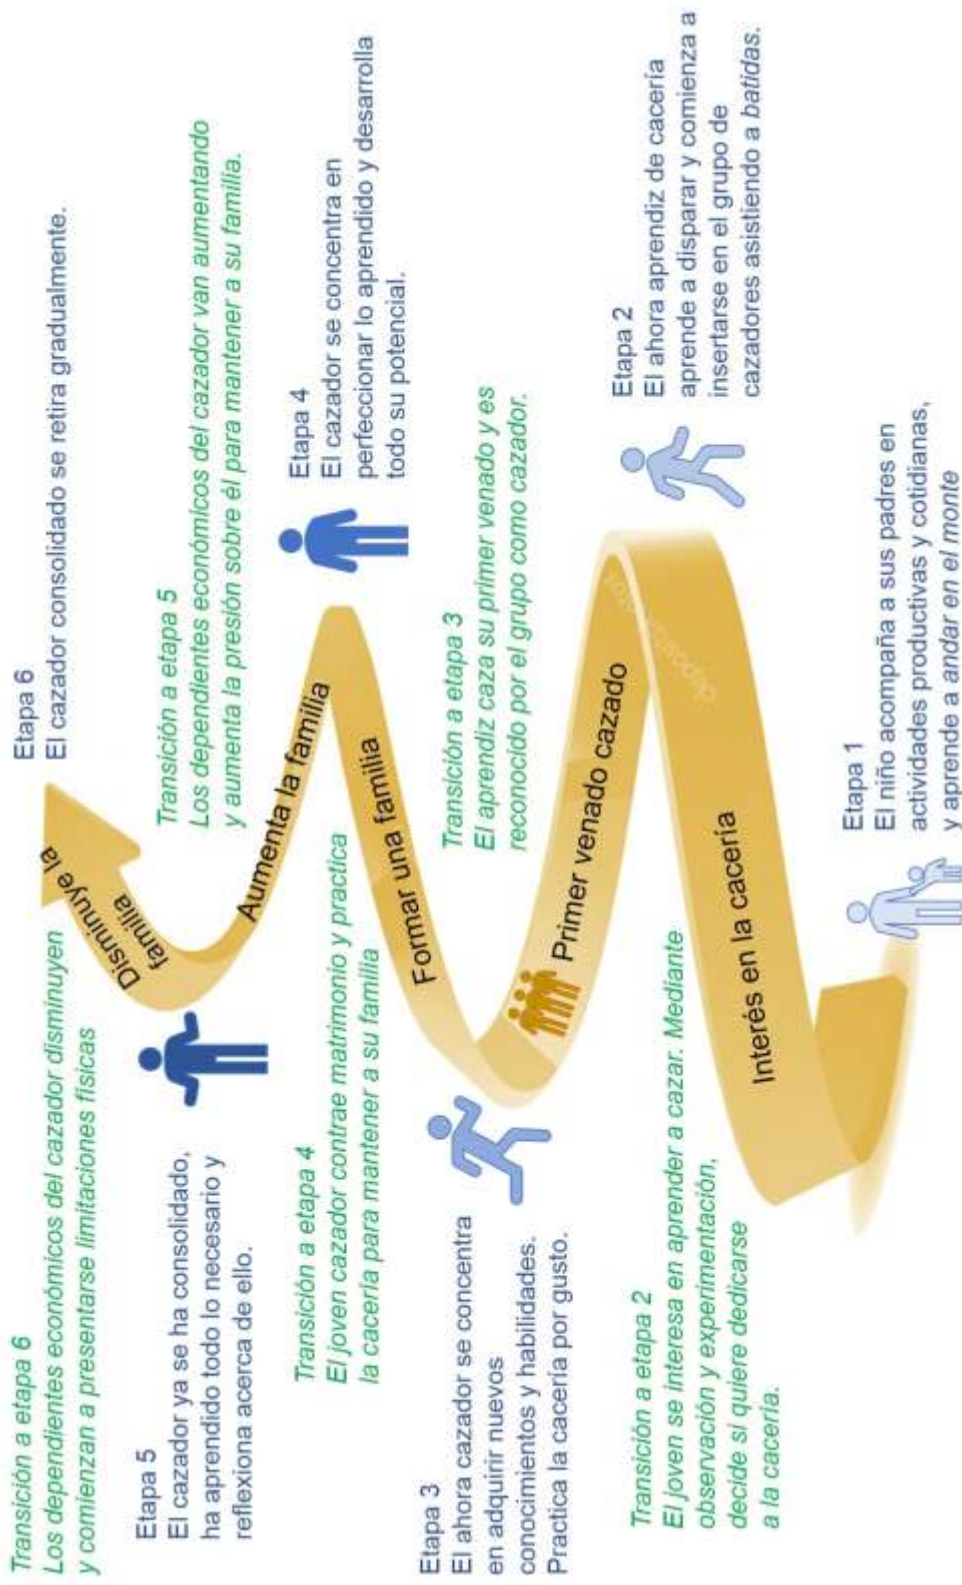 Transición a etapa 6
Los dependientes económicos del cazador disminuyen
y comienzan a presentarse limitaciones físicas
Disminuye la
familia
Etapa 6
El cazador consolidado se retira gradualmente.
Etapa 5
El cazador ya se ha consolidado,
ha aprendido todo lo necesario y
reflexiona acerca de ello.
Transición a etapa 5
Los dependientes económicos del cazador van aumentando
y aumenta la presión sobre él para mantener a su familia.
Aumenta la familia
Transición a etapa 4
El joven cazador contrae matrimonio y practica
la cacería para mantener a su familia
Formar una familia
Etapa 4
El cazador se concentra en
perfeccionar lo aprendido y desarrolla
todo su potencial.
Etapa 3
El ahora cazador se concentra
en adquirir nuevos
conocimientos y habilidades.
Practica la cacería por gusto.
Transición a etapa 3
El aprendiz caza su primer venado y es
reconocido por el grupo como cazador.
Primer venado cazado
Transición a etapa 2
El joven se interesa en aprender a cazar. Mediante
observación y experimentación,
decide si quiere dedicarse
a la cacería.
Interés en la cacería
Etapa 2
El ahora aprendiz de cacería
aprende a disparar y comienza a
insertarse en el grupo de
cazadores asistiendo a batidas.
Etapa 1
El niño acompaña a sus padres en
actividades productivas y cotidianas,
y aprende a andar en el monte